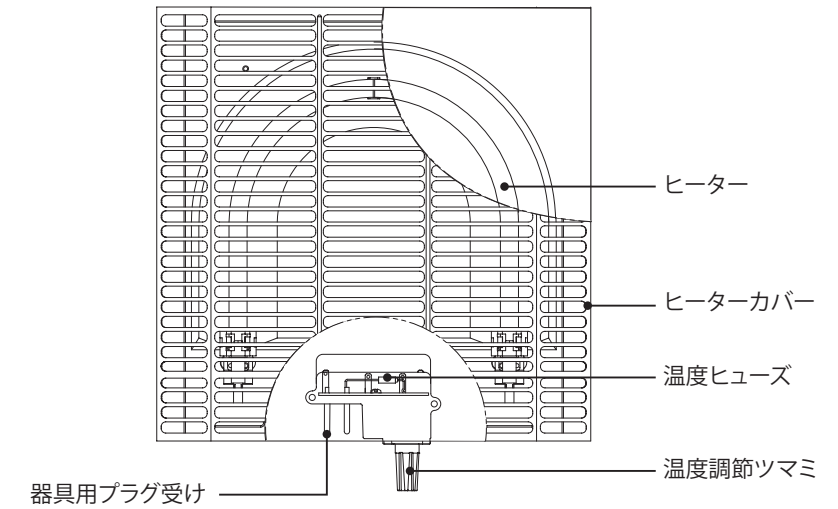 ヒーター
ヒーターカバー
温度ヒューズ
温度調節ツマミ
器具用プラグ受け